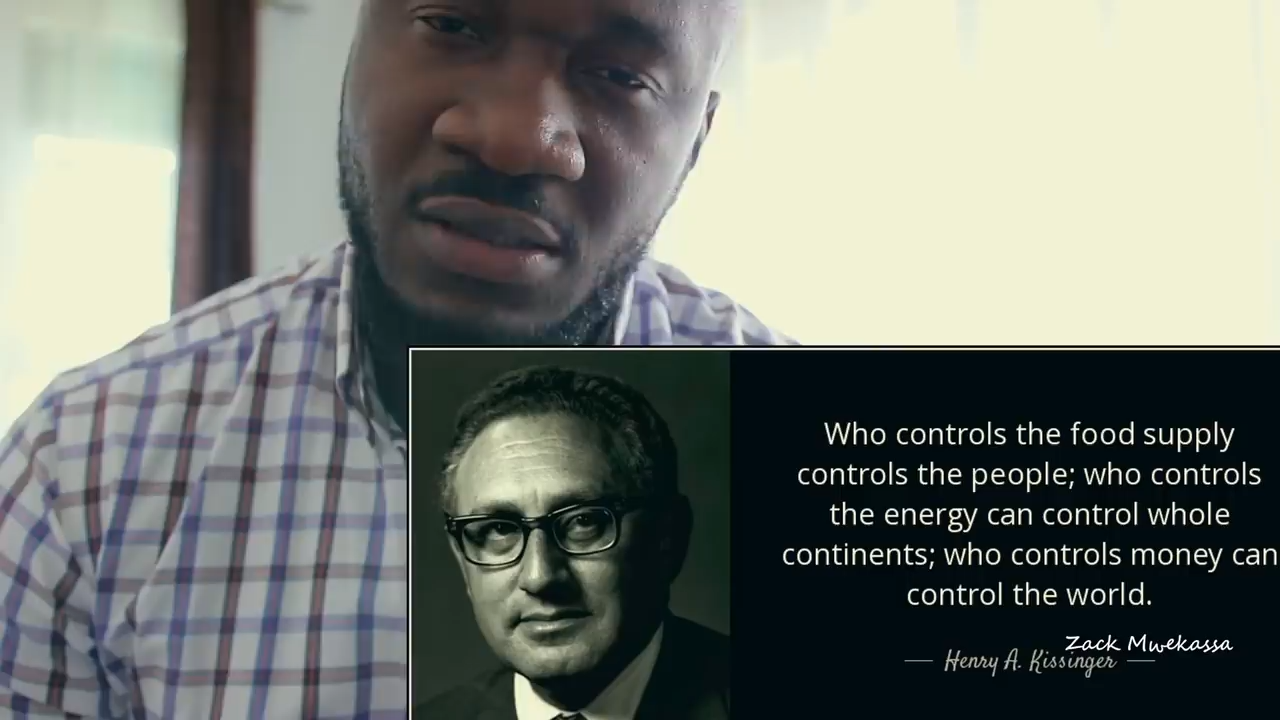 Who controls the food supply
controls the people; who controls
the energy can control whole
continents; who controls money can
control the world.
Zack Mwekassa
Henry A. Kissinger